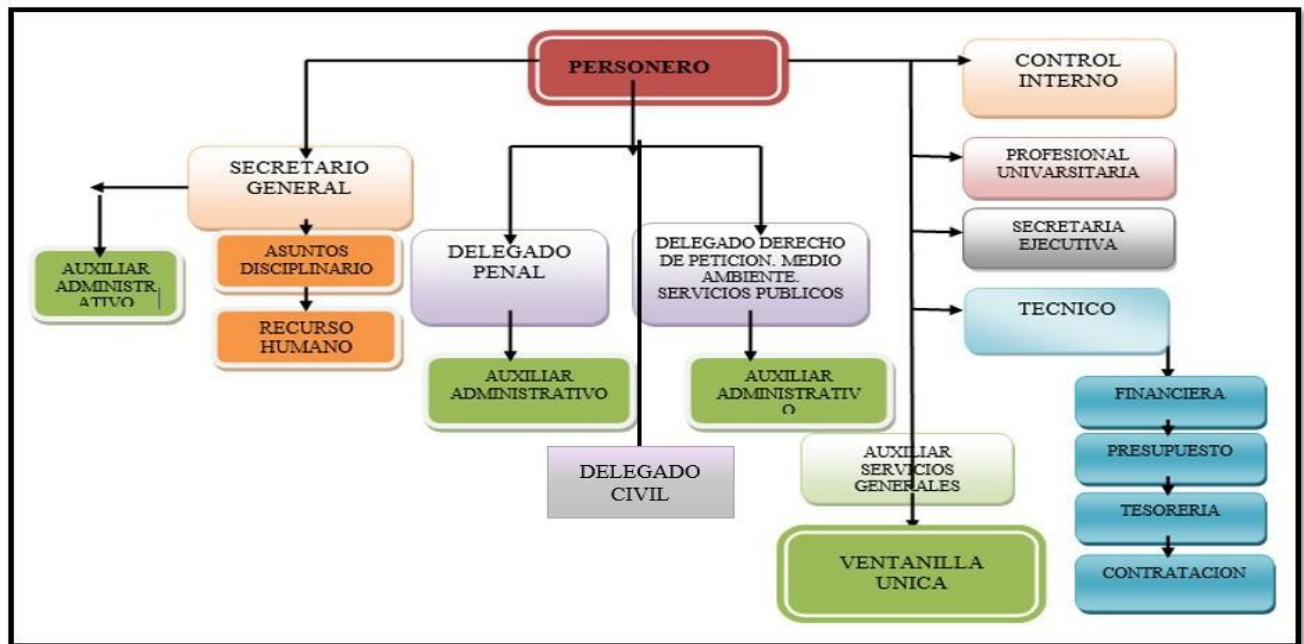 PERSONERO
CONTROL
INTERNO
SECRETARIO
GENERAL
PROFESIONAL
UNIVARSITARIA
SECRETARIA
EJECUTIVA
AUXILIAR
ADMINISTR
ATIVO
ASUNTOS
DISCIPLINARIO
RECURSO
HUMANO
DELEGADO
PENAL
DELEGADO DERECHO
DE PETICION. MEDIO
AMBIENTE.
SERVICIOS PUBLICOS
TECNICO
AUXILIAR
ADMINISTRATIVO
AUXILIAR
ADMINISTRATIV
O
FINANCIERA
PRESUPUESTO
TESORERIA
CONTRATACION
DELEGADO
CIVIL
AUXILIAR
SERVICIOS
GENERALES
VENTANILLA
UNICA